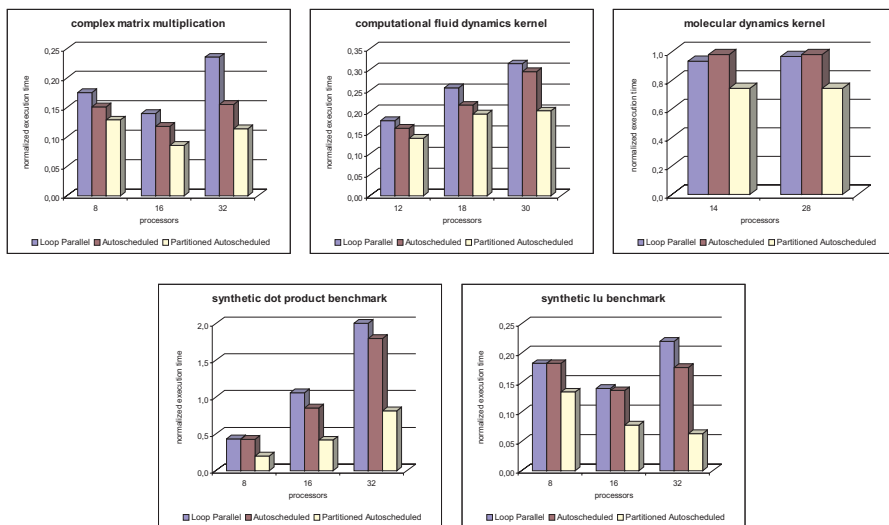 complex matrix multiplication
normalized execution time
0,25
0,20
0,15
0,10
0,05
0,00
8 16 32
processors
Loop Parallel Autoscheduled Partitioned Autoscheduled
computational fluid dynamics kernel
normalized execution time
0,35
0,30
0,25
0,20
0,15
0,10
0,05
0,00
12 18 30
processors
Loop Parallel Autoscheduled Partitioned Autoscheduled
molecular dynamics kernel
normalized execution time
1,0
0,8
0,6
0,4
0,2
0,0
14 28
processors
Loop Parallel Autoscheduled Partitioned Autoscheduled
synthetic dot product benchmark
normalized execution time
2,0
1,5
1,0
0,5
0,0
8 16 32
processors
Loop Parallel Autoscheduled Partitioned Autoscheduled
synthetic lu benchmark
normalized execution time
0,25
0,20
0,15
0,10
0,05
0,00
8 16 32
processors
Loop Parallel Autoscheduled Partitioned Autoscheduled